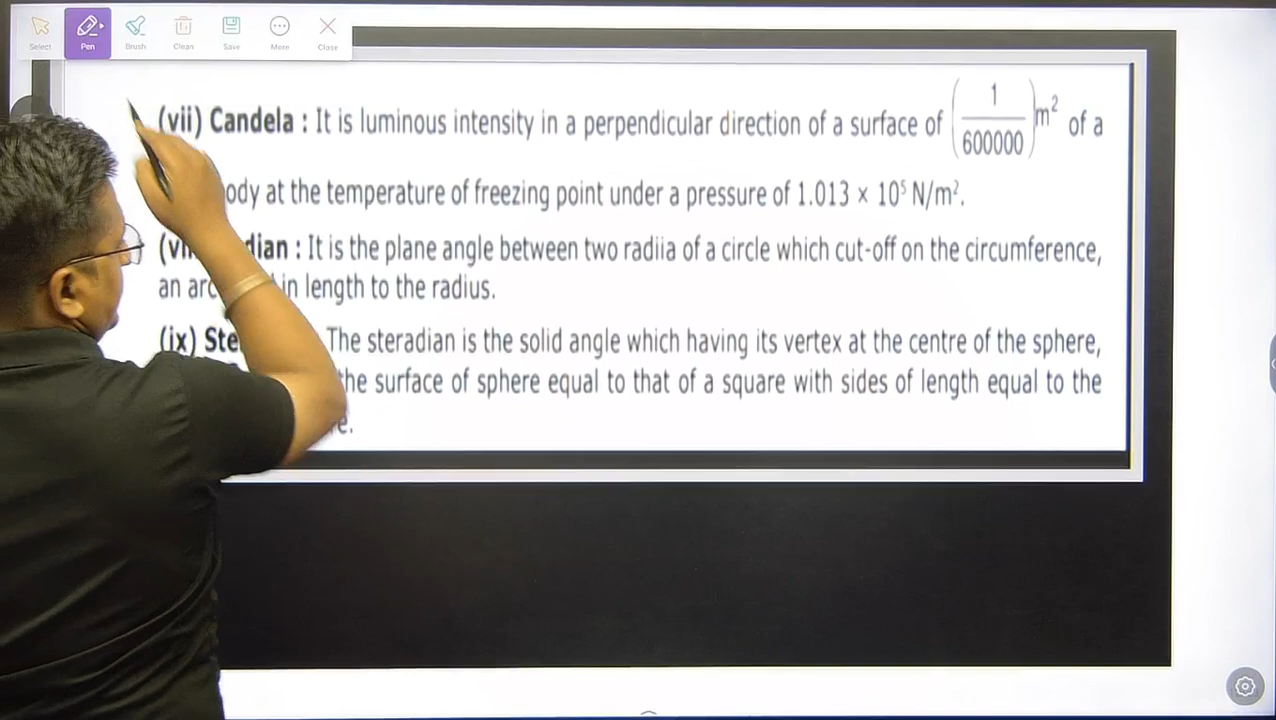 Select Pen Brush Clean Save More Close
(vii) Candela : It is luminous intensity in a perpendicular direction of a surface of (1/600000) m² of a
ody at the temperature of freezing point under a pressure of 1.013 × 10⁵ N/m².
(vi dian : It is the plane angle between two radiia of a circle which cut-off on the circumference,
an arc in length to the radius.
(ix) Ste The steradian is the solid angle which having its vertex at the centre of the sphere,
the surface of sphere equal to that of a square with sides of length equal to the
e.